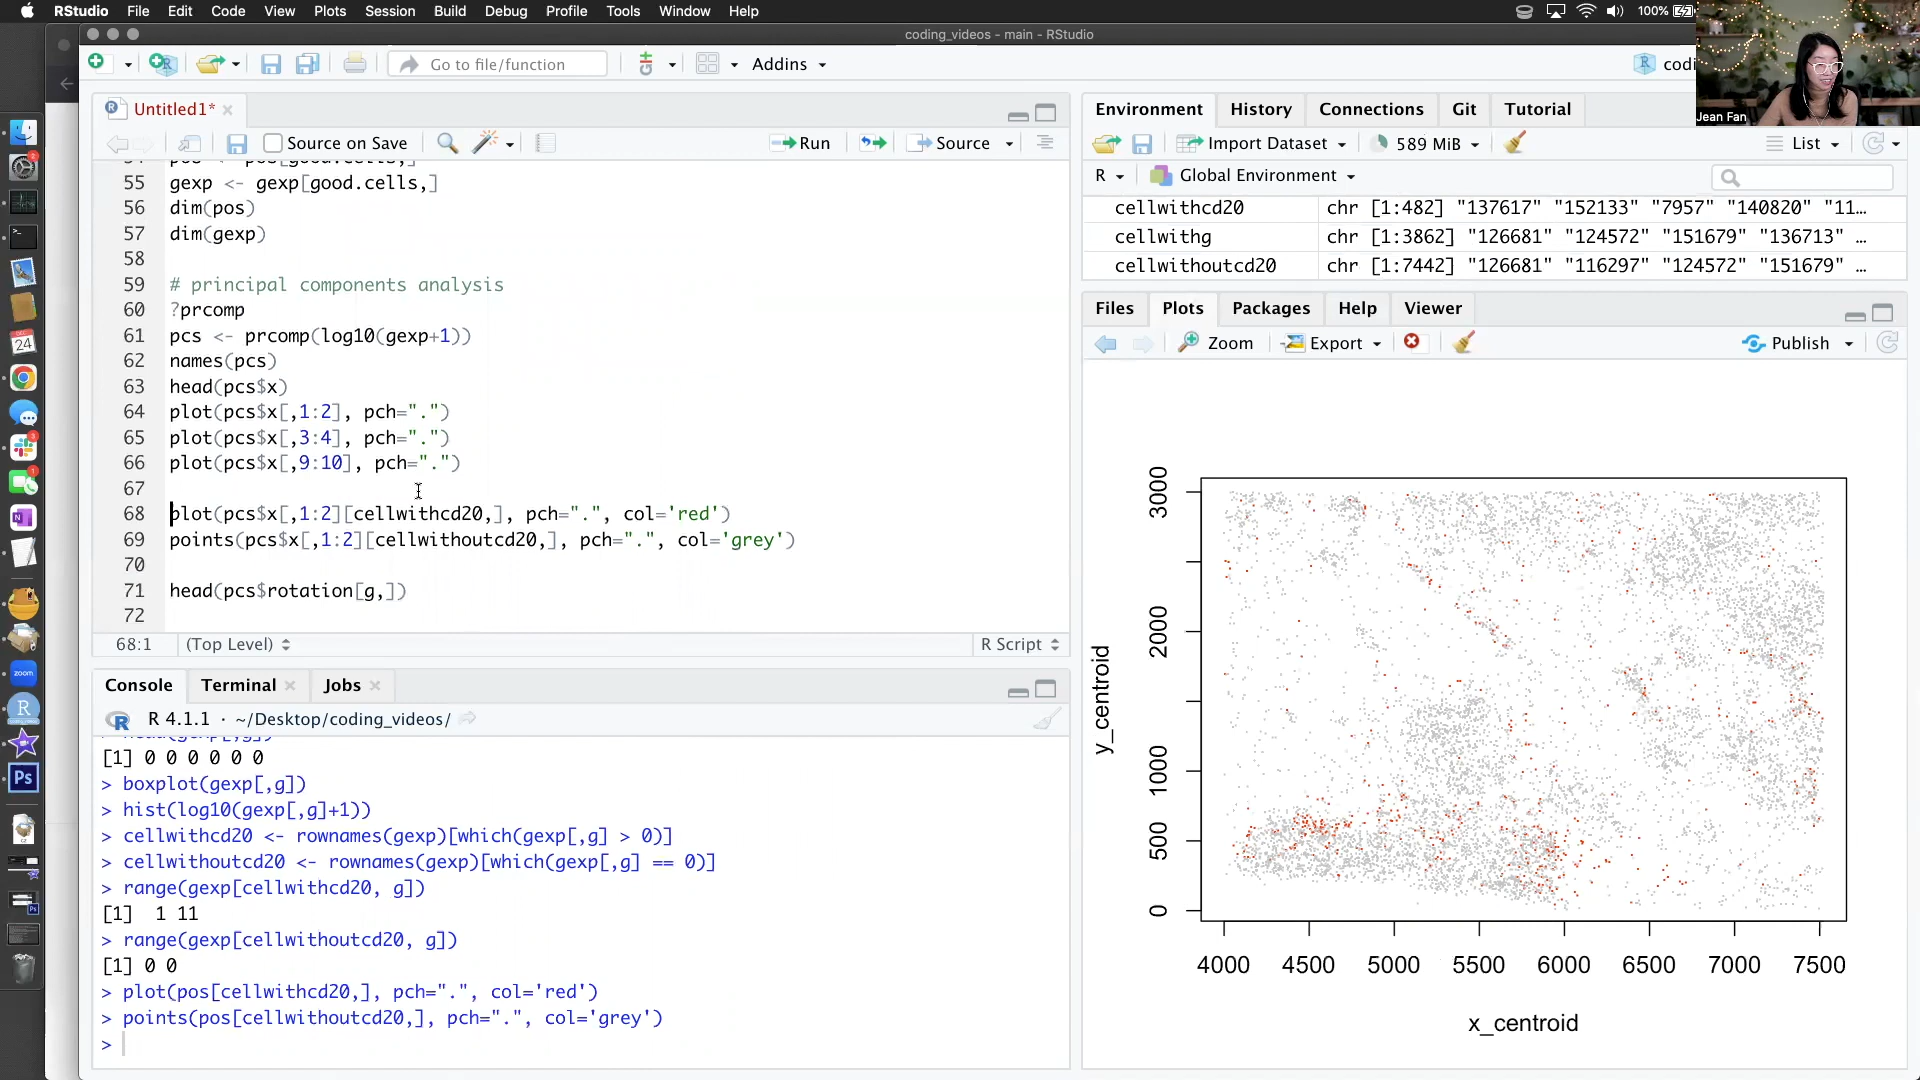 RStudio File Edit Code View Plots Session Build Debug Profile Tools Window Help 100%
coding_videos - main - RStudio
Go to file/function Addins
Jean Fan
Untitled1*
Source on Save Run Source
55 gexp <- gexp[good.cells,]
56 dim(pos)
57 dim(gexp)
58
59 # principal components analysis
60 ?prcomp
61 pcs <- prcomp(log10(gexp+1))
62 names(pcs)
63 head(pcs$x)
64 plot(pcs$x[,1:2], pch=".")
65 plot(pcs$x[,3:4], pch=".")
66 plot(pcs$x[,9:10], pch=".")
67
68 plot(pcs$x[,1:2][cellwithcd20,], pch=".", col='red')
69 points(pcs$x[,1:2][cellwithoutcd20,], pch=".", col='grey')
70
71 head(pcs$rotation[g,])
72
68:1 (Top Level) R Script
Console Terminal Jobs
R 4.1.1 · ~/Desktop/coding_videos/
[1] 0 0 0 0 0 0
> boxplot(gexp[,g])
> hist(log10(gexp[,g]+1))
> cellwithcd20 <- rownames(gexp)[which(gexp[,g] > 0)]
> cellwithoutcd20 <- rownames(gexp)[which(gexp[,g] == 0)]
> range(gexp[cellwithcd20, g])
[1] 1 11
> range(gexp[cellwithoutcd20, g])
[1] 0 0
> plot(pos[cellwithcd20,], pch=".", col='red')
> points(pos[cellwithoutcd20,], pch=".", col='grey')
>
Environment History Connections Git Tutorial
Import Dataset 589 MiB List
R Global Environment
cellwithcd20 chr [1:482] "137617" "152133" "7957" "140820" "11…
cellwithg chr [1:3862] "126681" "124572" "151679" "136713" …
cellwithoutcd20 chr [1:7442] "126681" "116297" "124572" "151679" …
Files Plots Packages Help Viewer
Zoom Export Publish
3000
2000
1000
500
0
y_centroid
4000 4500 5000 5500 6000 6500 7000 7500
x_centroid
DEC
24
zoom
Ps